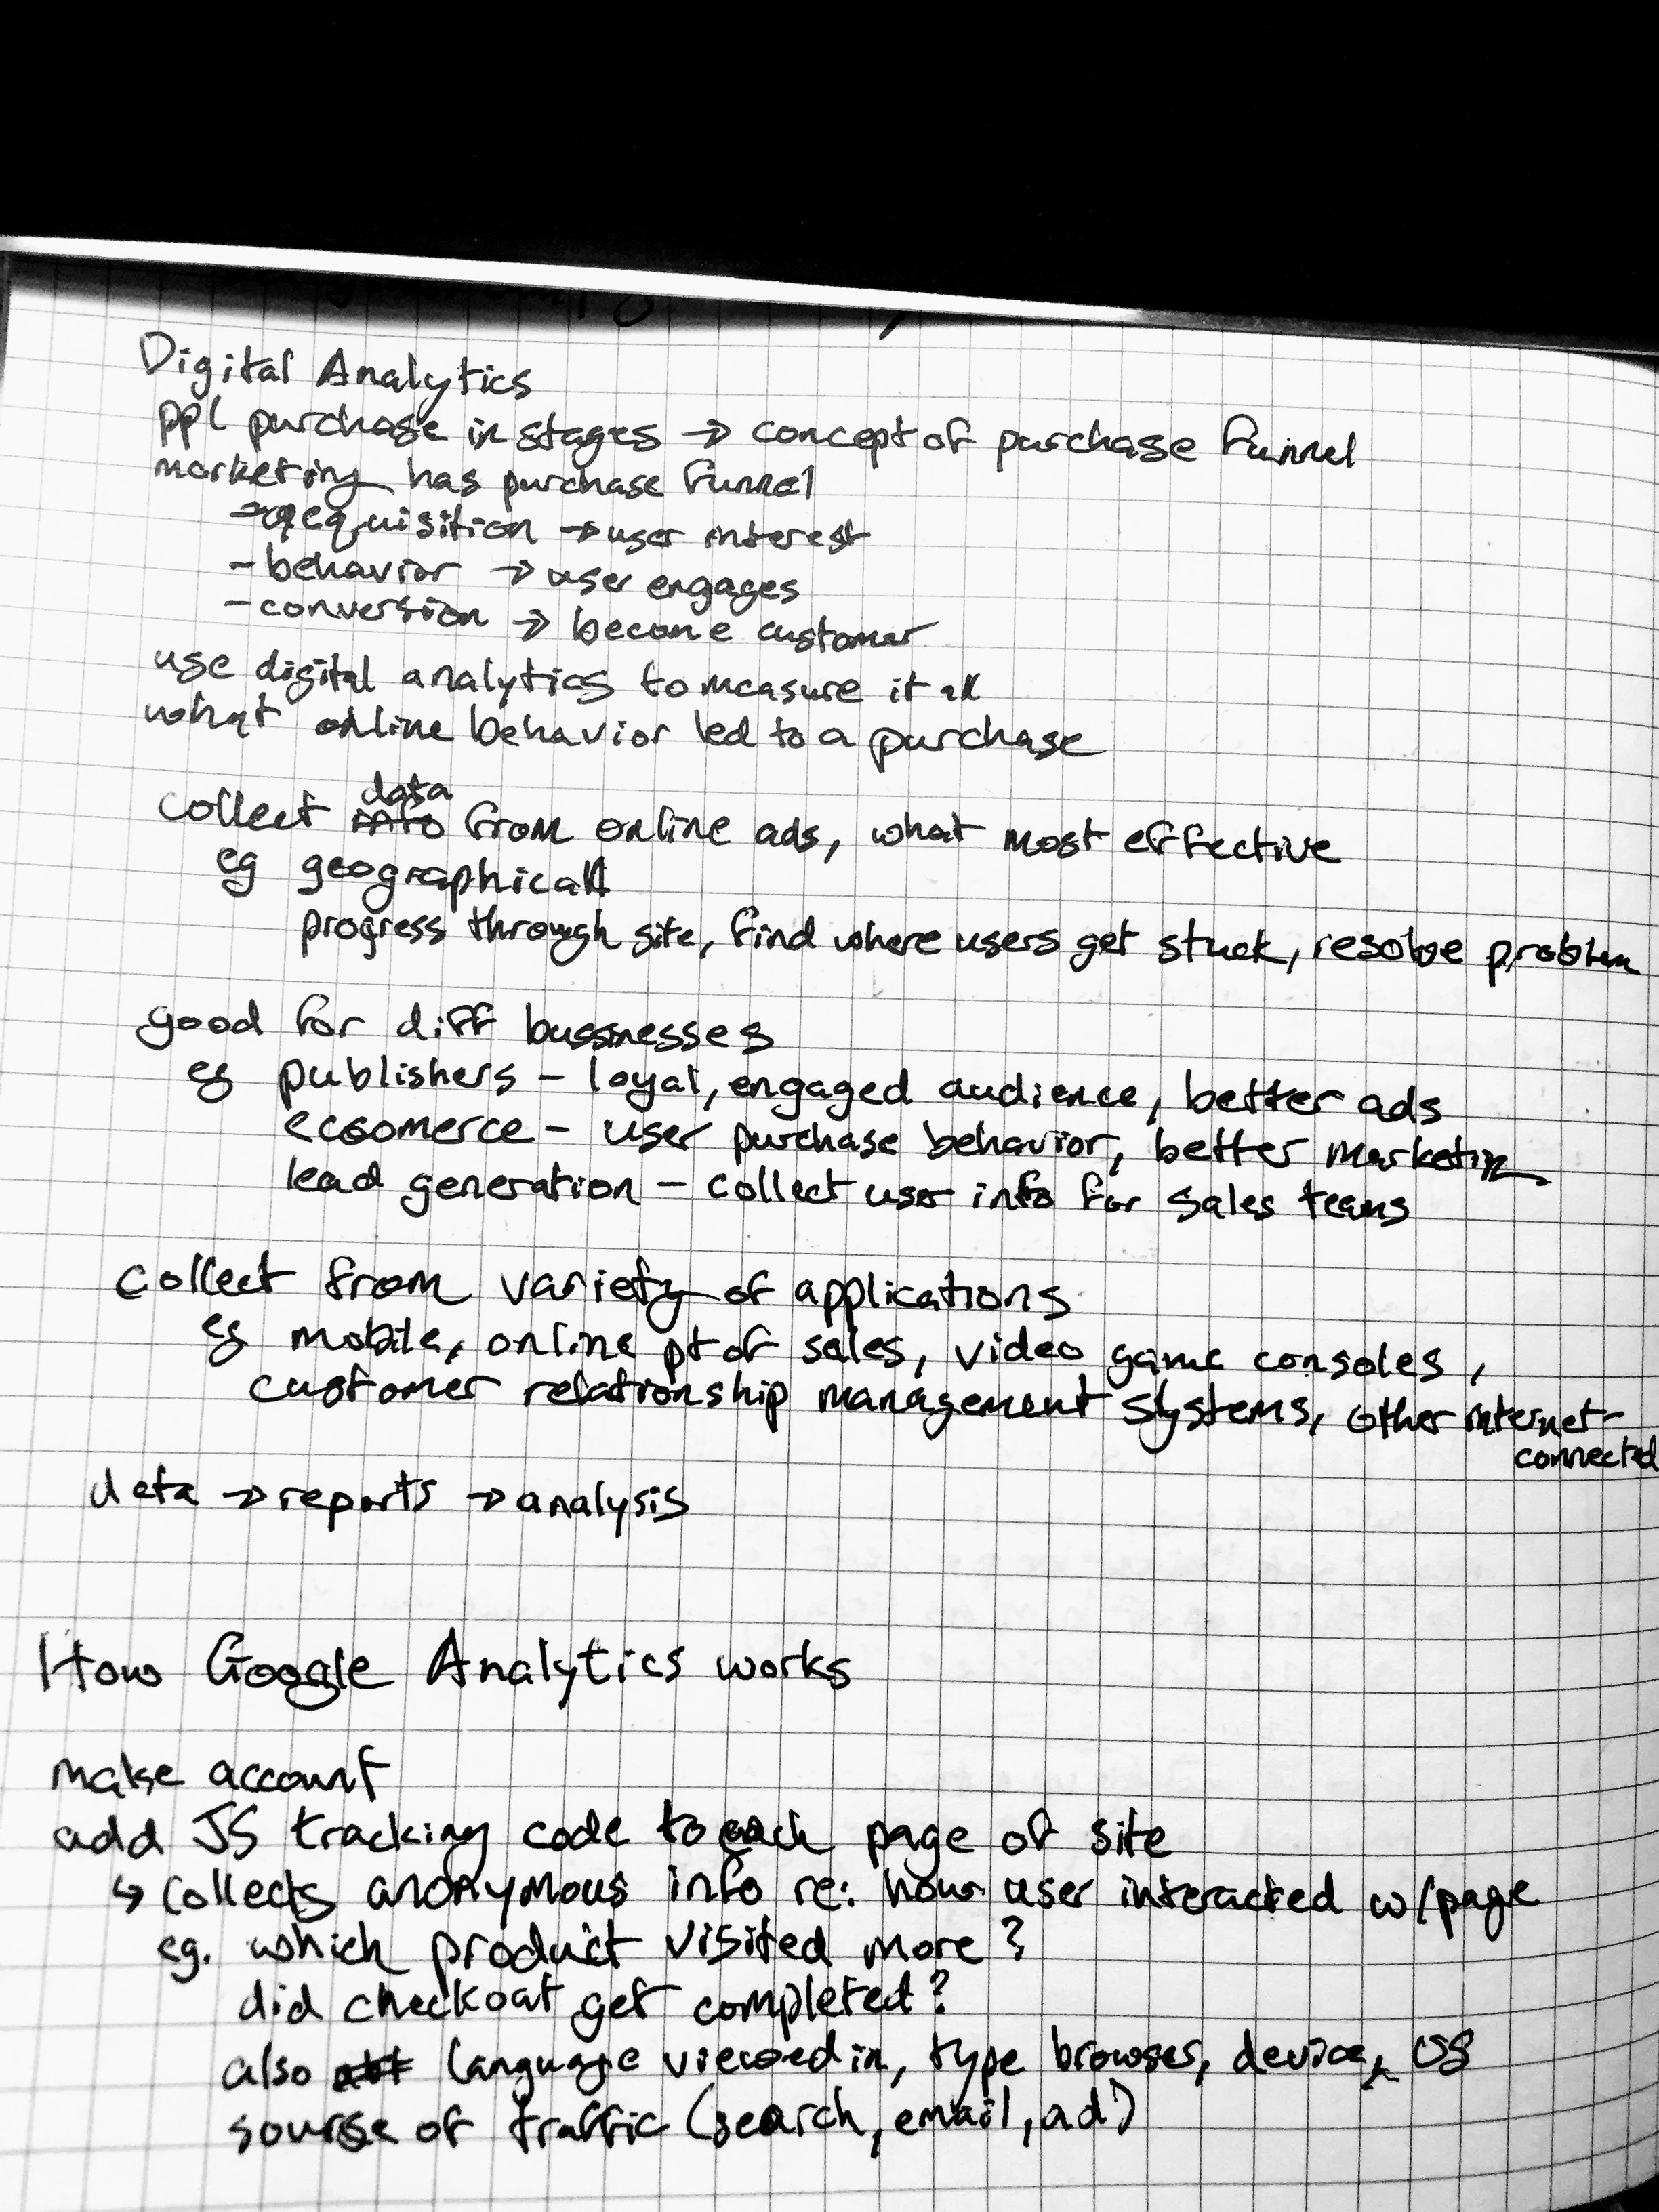 Digital Analytics
ppl purchase in stages → concept of purchase funnel
marketing has purchase funnel
→ aequisition → user interest
- behavior → user engages
- conversion → become customer
use digital analytics to measure it all
what online behavior led to a purchase
collect data from online ads, what most effective
eg geographical
progress through site, find where users get stuck, resolve problem
good for diff bussinesses
eg publishers - loyal, engaged audience, better ads
ecoomerce - user purchase behavior, better marketing
lead generation - collect user info for sales teams
collect from variety of applications
eg mobile, online pt of sales, video game consoles,
customer relationship management systems, other internet-
connected
data → reports → analysis
How Google Analytics works
make account
add JS tracking code to each page of site
↳ collects anonymous info re: how user interacted w/page
eg. which product visited more?
did checkout get completed?
also language viewed in, type browser, device, OS
sourse of traffic (search, email, ad)